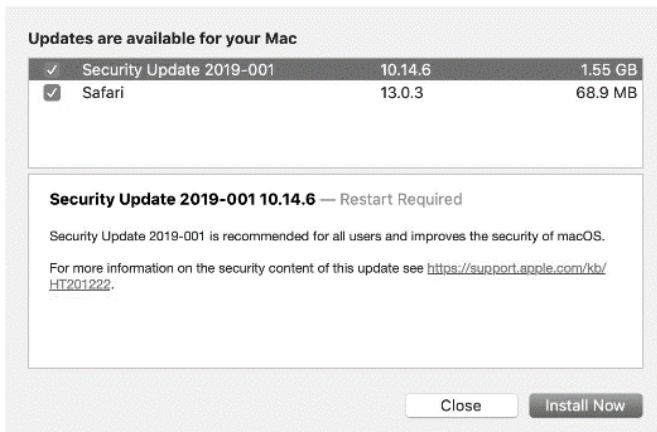 Updates are available for your Mac
Security Update 2019-001 10.14.6 1.55 GB
Safari 13.0.3 68.9 MB
Security Update 2019-001 10.14.6 — Restart Required
Security Update 2019-001 is recommended for all users and improves the security of macOS.
For more information on the security content of this update see https://support.apple.com/kb/
HT201222.
Close Install Now